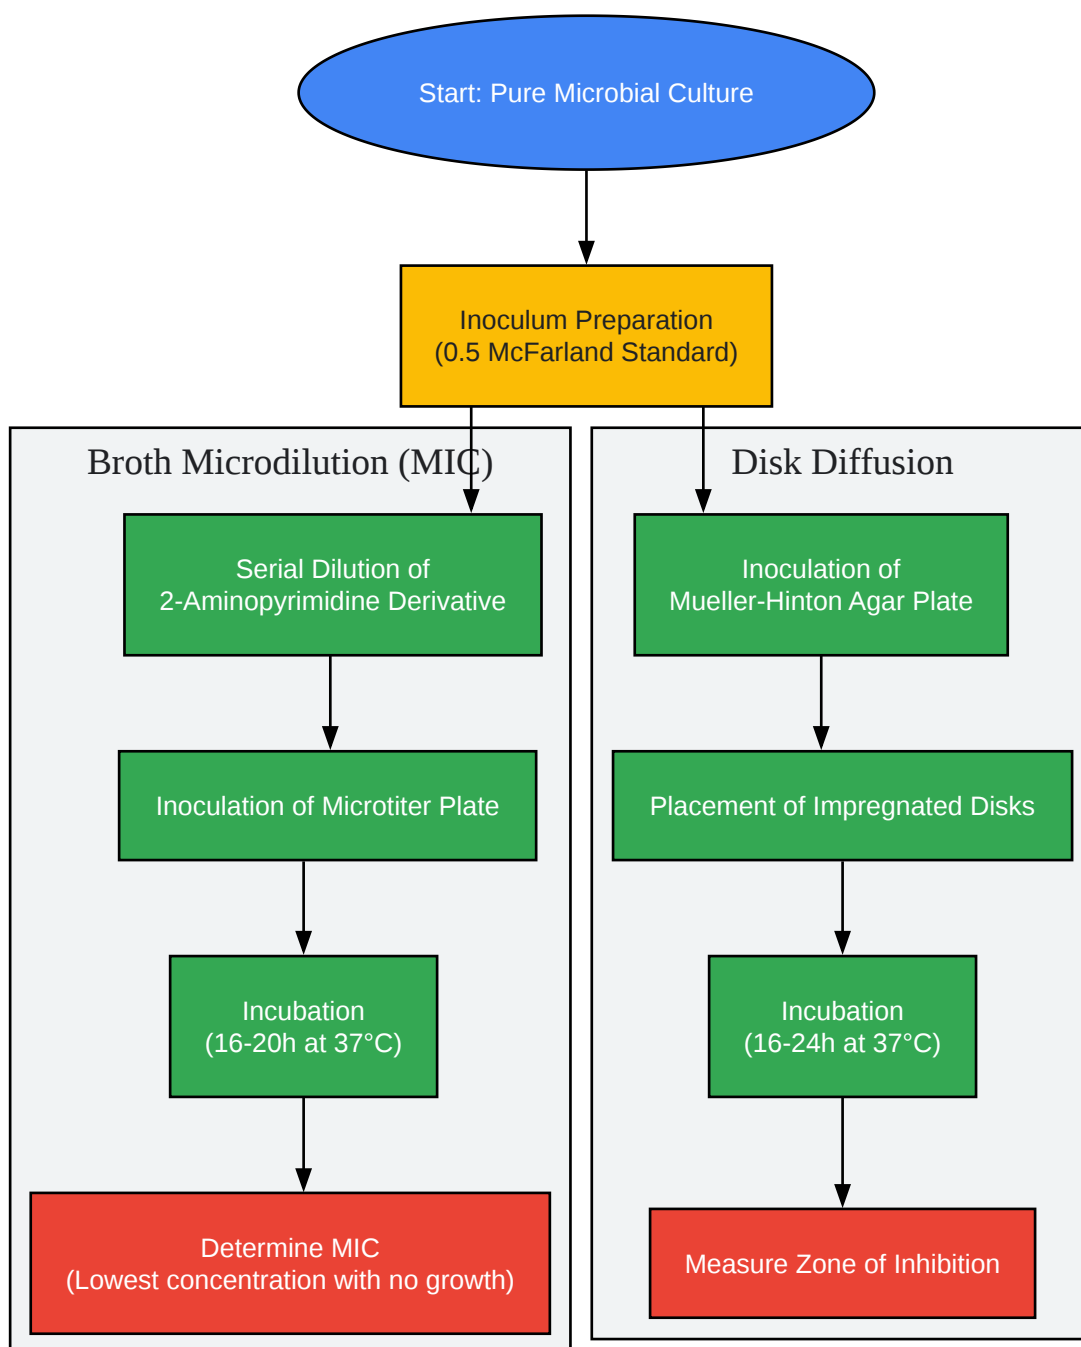 Start: Pure Microbial Culture
Inoculum Preparation
(0.5 McFarland Standard)
Broth Microdilution (MIC)
Serial Dilution of
2-Aminopyrimidine Derivative
Inoculation of Microtiter Plate
Incubation
(16-20h at 37°C)
Determine MIC
(Lowest concentration with no growth)
Disk Diffusion
Inoculation of
Mueller-Hinton Agar Plate
Placement of Impregnated Disks
Incubation
(16-24h at 37°C)
Measure Zone of Inhibition